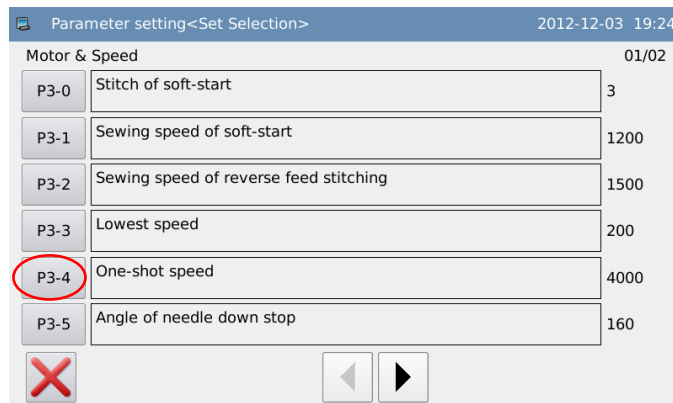 Parameter setting<Set Selection> 2012-12-03 19:24
Motor & Speed 01/02
P3-0 Stitch of soft-start 3
P3-1 Sewing speed of soft-start 1200
P3-2 Sewing speed of reverse feed stitching 1500
P3-3 Lowest speed 200
P3-4 One-shot speed 4000
P3-5 Angle of needle down stop 160